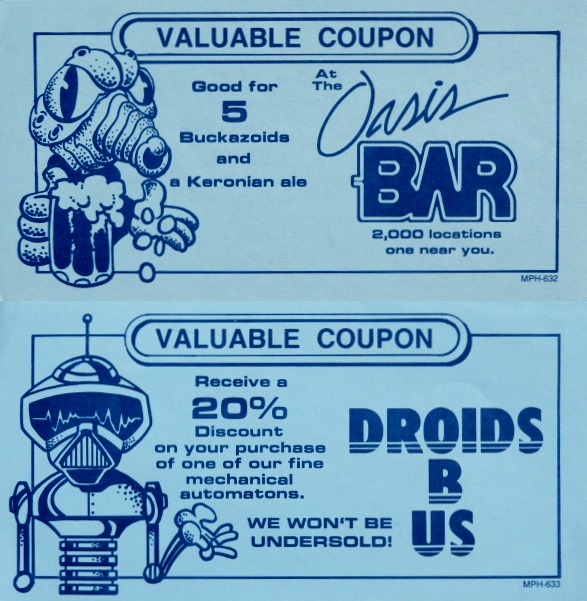 VALUABLE COUPON
Good for
5
Buckazoids
and
a Keronian ale
At
The
Oasis
BAR
2,000 locations
one near you.
MPH-632
VALUABLE COUPON
Receive a
20%
Discount
on your purchase
of one of our fine
mechanical
automatons.
WE WON'T BE
UNDERSOLD!
DROIDS
R
US
MPH-633